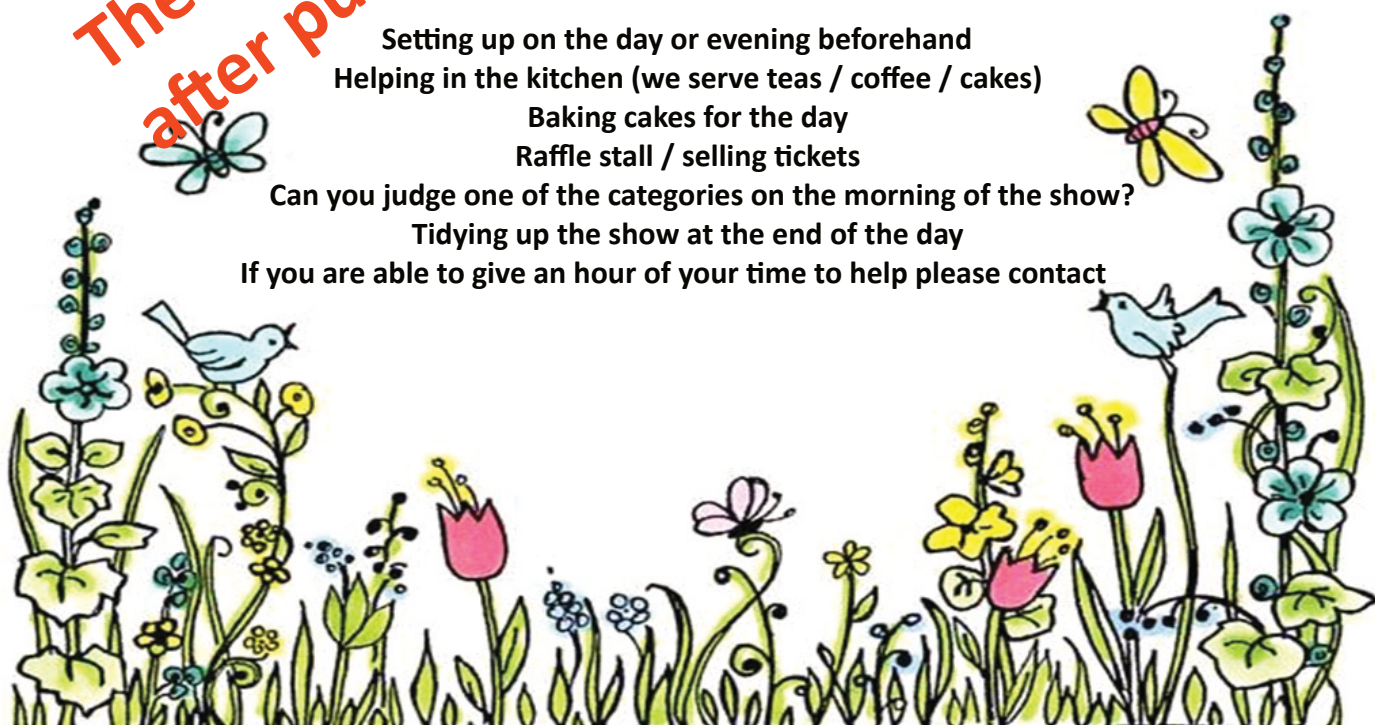 The
after pu
Setting up on the day or evening beforehand
Helping in the kitchen (we serve teas / coffee / cakes)
Baking cakes for the day
Raffle stall / selling tickets
Can you judge one of the categories on the morning of the show?
Tidying up the show at the end of the day
If you are able to give an hour of your time to help please contact